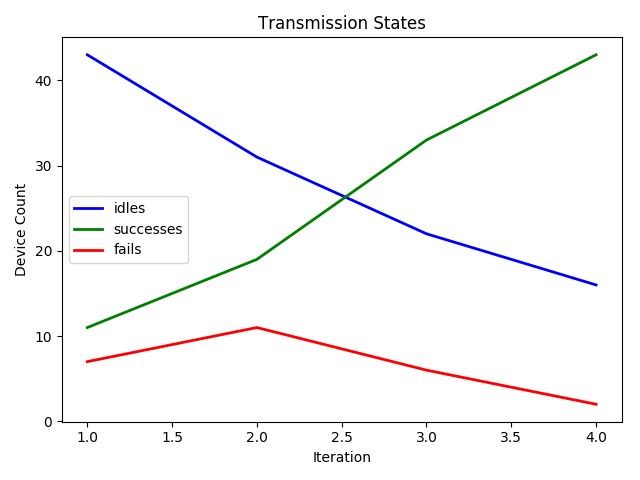 Transmission States
Device Count
40
30
20
10
0
idles
successes
fails
1.0 1.5 2.0 2.5 3.0 3.5 4.0
Iteration